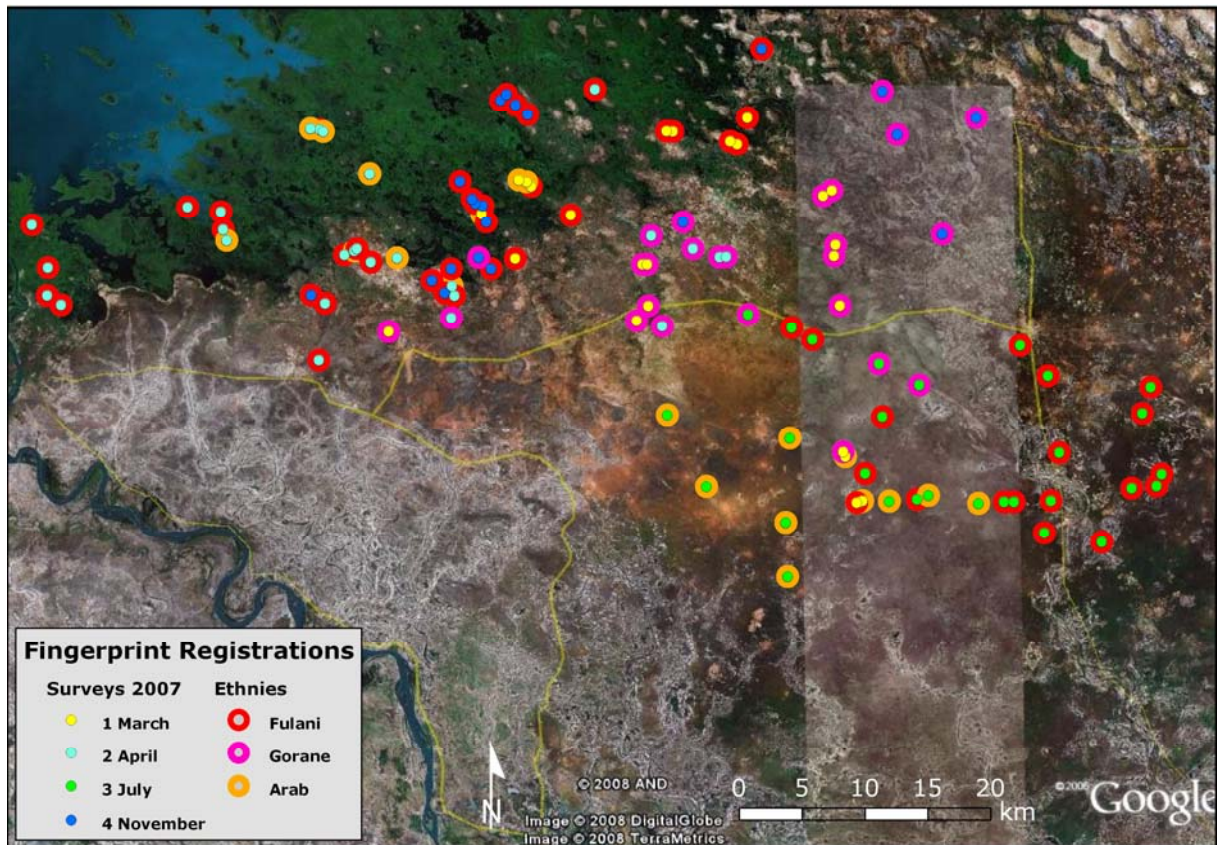 Fingerprint Registrations
Surveys 2007 Ethnies
1 March Fulani
2 April Gorane
3 July Arab
4 November
N
© 2008 AND
Image © 2008 DigitalGlobe
Image © 2008 TerraMetrics
0 5 10 15 20
km
Google